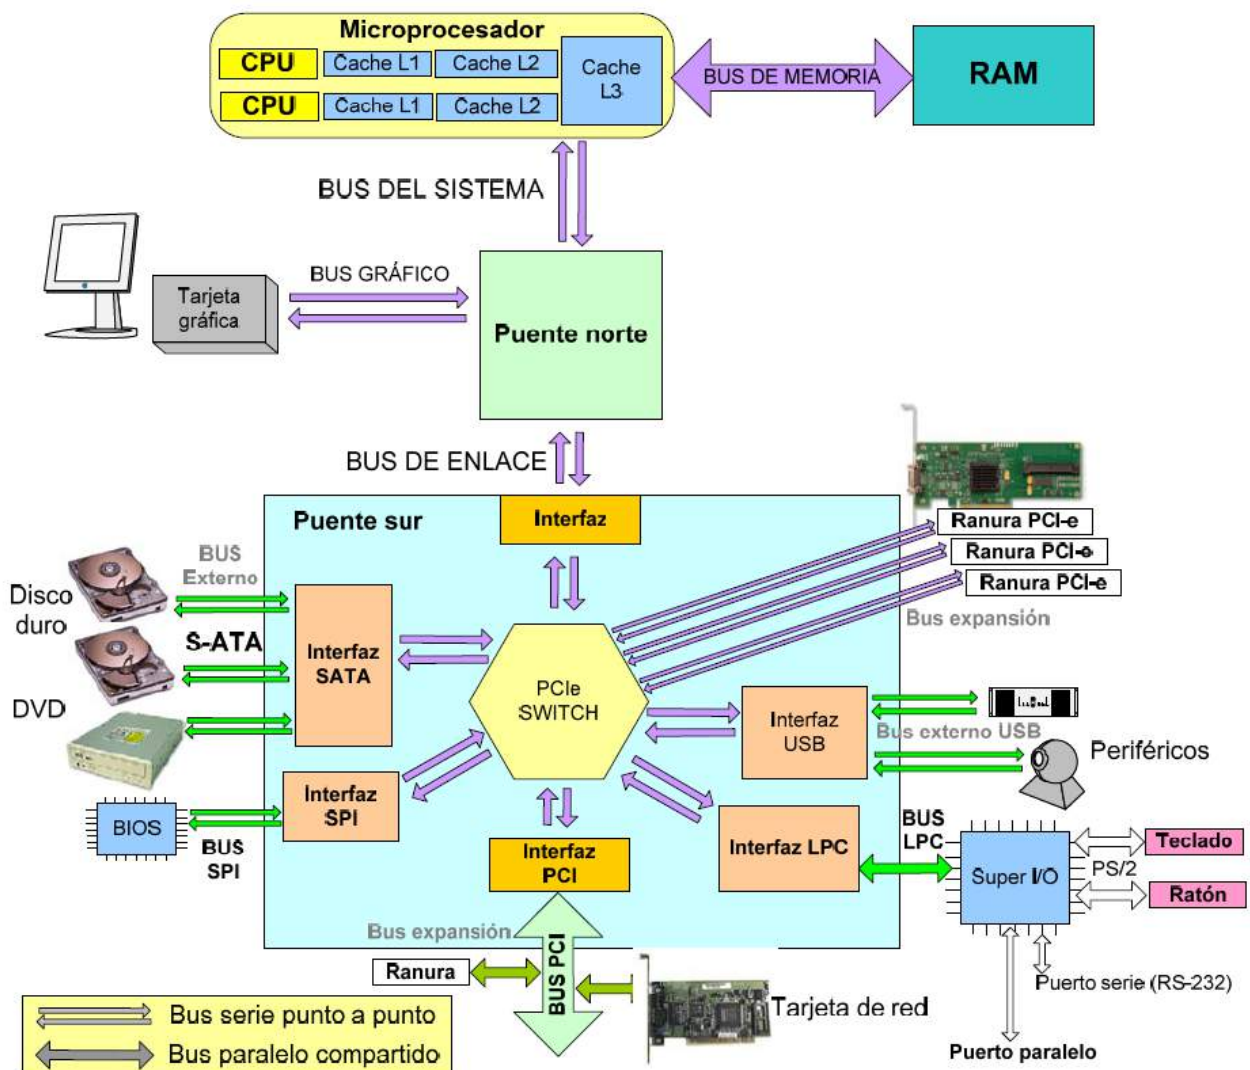 Microprocesador
CPU
Cache L1
Cache L2
Cache
L3
CPU
Cache L1
Cache L2
BUS DE MEMORIA
RAM
BUS DEL SISTEMA
BUS GRÁFICO
Tarjeta
gráfica
Puente norte
BUS DE ENLACE
Puente sur
Interfaz
Ranura PCI-e
Ranura PCI-e
Ranura PCI-e
Bus expansión
BUS
Externo
Disco
duro
S-ATA
DVD
Interfaz
SATA
PCIe
SWITCH
Interfaz
USB
Bus externo USB
Periféricos
BIOS
BUS
SPI
Interfaz
SPI
Interfaz
PCI
Interfaz LPC
BUS
LPC
Super I/O
PS/2
Teclado
Ratón
Bus expansión
Ranura
BUS PCI
Tarjeta de red
Puerto serie (RS-232)
Puerto paralelo
Bus serie punto a punto
Bus paralelo compartido